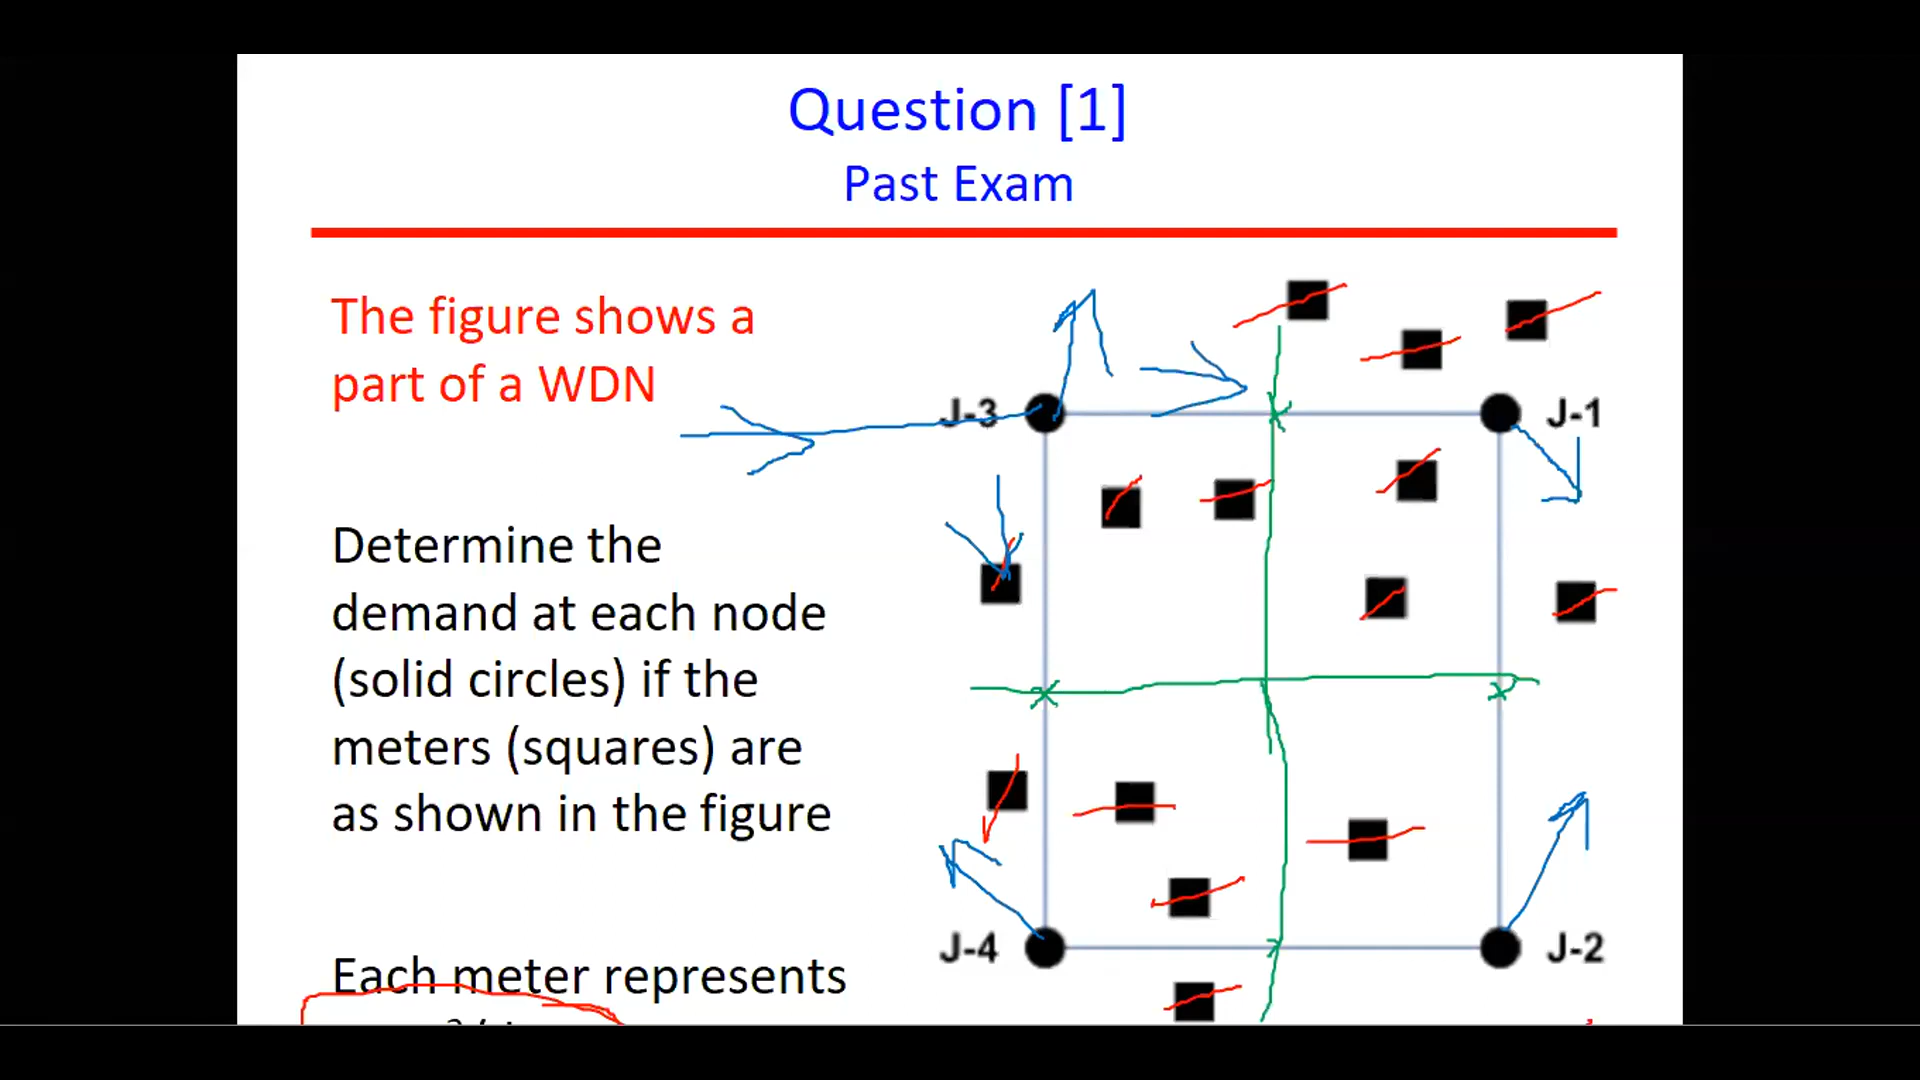 Question [1]
Past Exam
The figure shows a
part of a WDN
Determine the
demand at each node
(solid circles) if the
meters (squares) are
as shown in the figure
Each meter represents
J-3
J-1
J-4
J-2